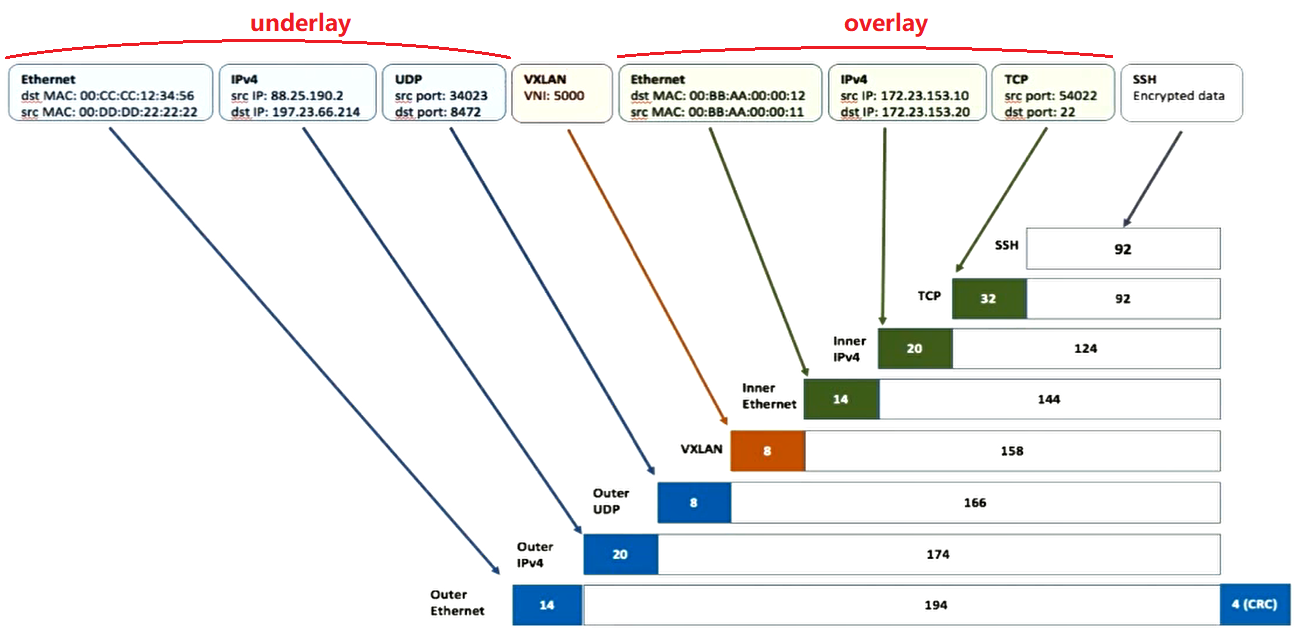 underlay
overlay
Ethernet
dst MAC: 00:CC:CC:12:34:56
src MAC: 00:DD:DD:22:22:22
IPv4
src IP: 88.25.190.2
dst IP: 197.23.66.214
UDP
src port: 34023
dst port: 8472
VXLAN
VNI: 5000
Ethernet
dst MAC: 00:BB:AA:00:00:12
src MAC: 00:BB:AA:00:00:11
IPv4
src IP: 172.23.153.10
dst IP: 172.23.153.20
TCP
src port: 54022
dst port: 22
SSH
Encrypted data
SSH
92
TCP
32
92
Inner
IPv4
20
124
Inner
Ethernet
14
144
VXLAN
8
158
Outer
UDP
8
166
Outer
IPv4
20
174
Outer
Ethernet
14
194
4 (CRC)